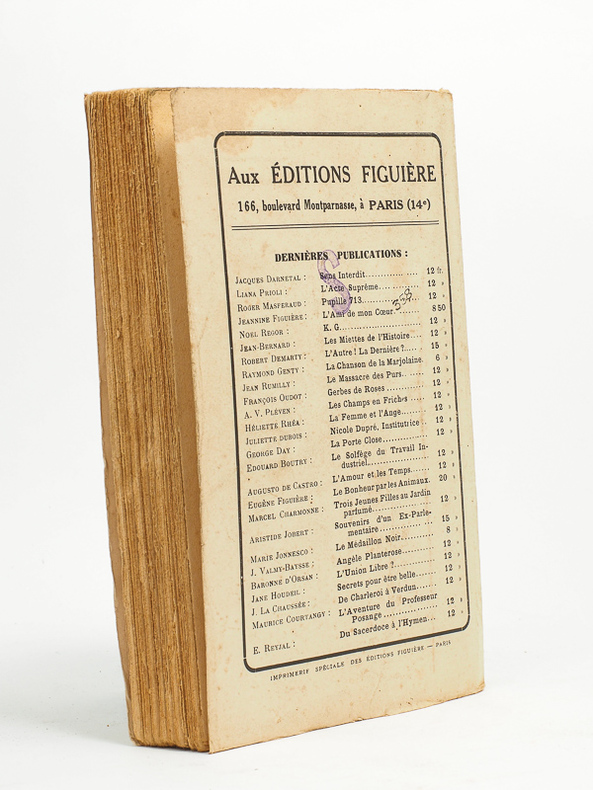 Aux ÉDITIONS FIGUIÈRE
166, boulevard Montparnasse, à PARIS (14e)
DERNIÈRES PUBLICATIONS :
JACQUES DARNETAL : Sens Interdit.................. 12 fr.
LIANA PRIOLI : L'Acte Suprême............ 12 »
ROGER MASFERAUD : Pupille 713.................. 12 »
JEANNINE FIGUIÈRE : L'Ami de mon Cœur........ 8 50
338
NOEL REGOR : K. G......................... 12 »
JEAN-BERNARD : Les Miettes de l'Histoire.... 12 »
ROBERT DEMARTY : L'Autre ! La Dernière ?..... 15 »
RAYMOND GENTY : La Chanson de la Marjolaine. 6 »
JEAN RUMILLY : Le Massacre des Purs...... 12 »
FRANÇOIS OUDOT : Gerbes de Roses .......... 12 »
A. V. PLÉVEN : Les Champs en Friches ..... 12 »
HÉLIETTE RHÉA : La Femme et l'Ange........ 12 »
JULIETTE DUBOIS : Nicole Dupré, Institutrice 12 »
GEORGE DAY : La Porte Close............ 12 »
EDOUARD BOUTRY : Le Solfège du Travail In-
dustriel.................. 12 »
AUGUSTO DE CASTRO : L'Amour et les Temps...... 12 »
EUGÈNE FIGUIÈRE : Le Bonheur par les Animaux. 20 »
MARCEL CHARMONNE : Trois Jeunes Filles au Jardin
parfumé.................. 12 »
ARISTIDE JOBERT : Souvenirs d'un Ex-Parle-
mentaire ................ 15 »
MARIE JONNESCO : Le Médaillon Noir......... 8 »
J. VALMY-BAYSSE : Angèle Planterose......... 12 »
BARONNE D'ORSAN : L'Union Libre ?........... 12 »
JANE HOUDEIL : Secrets pour être belle...... 12 »
J. LA CHAUSSÉE : De Charleroi à Verdun..... 12 »
MAURICE COURTANGY : L'Aventure du Professeur
Posange.................. 12 »
E. REYJAL : Du Sacerdoce à l'Hymen... 12 »
IMPRIMERIE SPÉCIALE DES ÉDITIONS FIGUIÈRE — PARIS